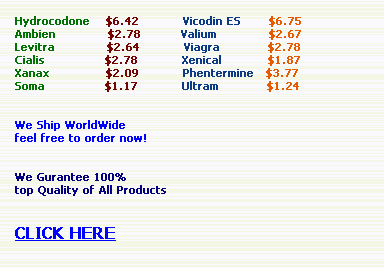 Hydrocodone $6.42 Vicodin ES $6.75
Ambien $2.78 Valium $2.67
Levitra $2.64 Viagra $2.78
Cialis $2.78 Xenical $1.87
Xanax $2.09 Phentermine $3.77
Soma $1.17 Ultram $1.24
We Ship WorldWide
feel free to order now!
We Gurantee 100%
top Quality of All Products
CLICK HERE